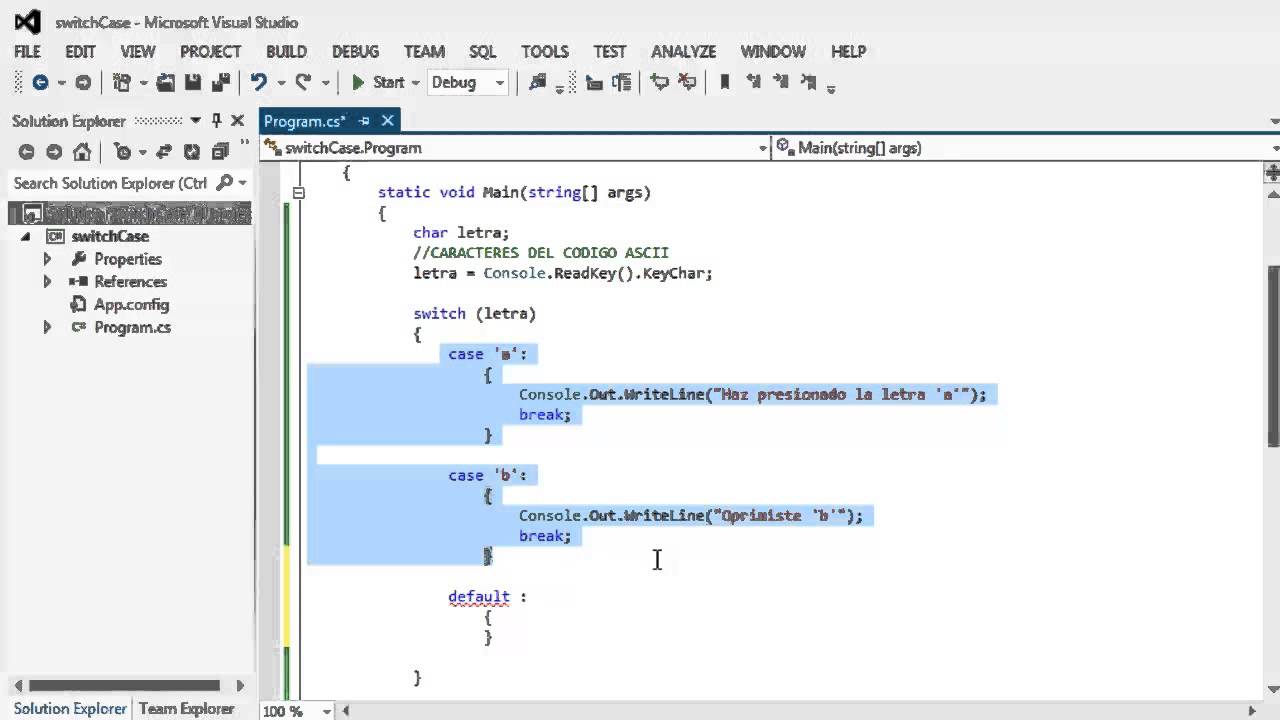 switchCase - Microsoft Visual Studio
FILE EDIT VIEW PROJECT BUILD DEBUG TEAM SQL TOOLS TEST ANALYZE WINDOW HELP
Start Debug
Solution Explorer
Program.cs*
switchCase.Program
Main(string[] args)
Search Solution Explorer (Ctrl
switchCase
Properties
References
App.config
Program.cs
{
static void Main(string[] args)
{
char letra;
//CARACTERES DEL CODIGO ASCII
letra = Console.ReadKey().KeyChar;
switch (letra)
{
case 'a':
{
Console.Out.WriteLine("Haz presionado la letra 'a'");
break;
}
case 'b':
{
Console.Out.WriteLine("Oprimiste 'b'");
break;
}
default :
{
}
}
Solution Explorer Team Explorer
100 %